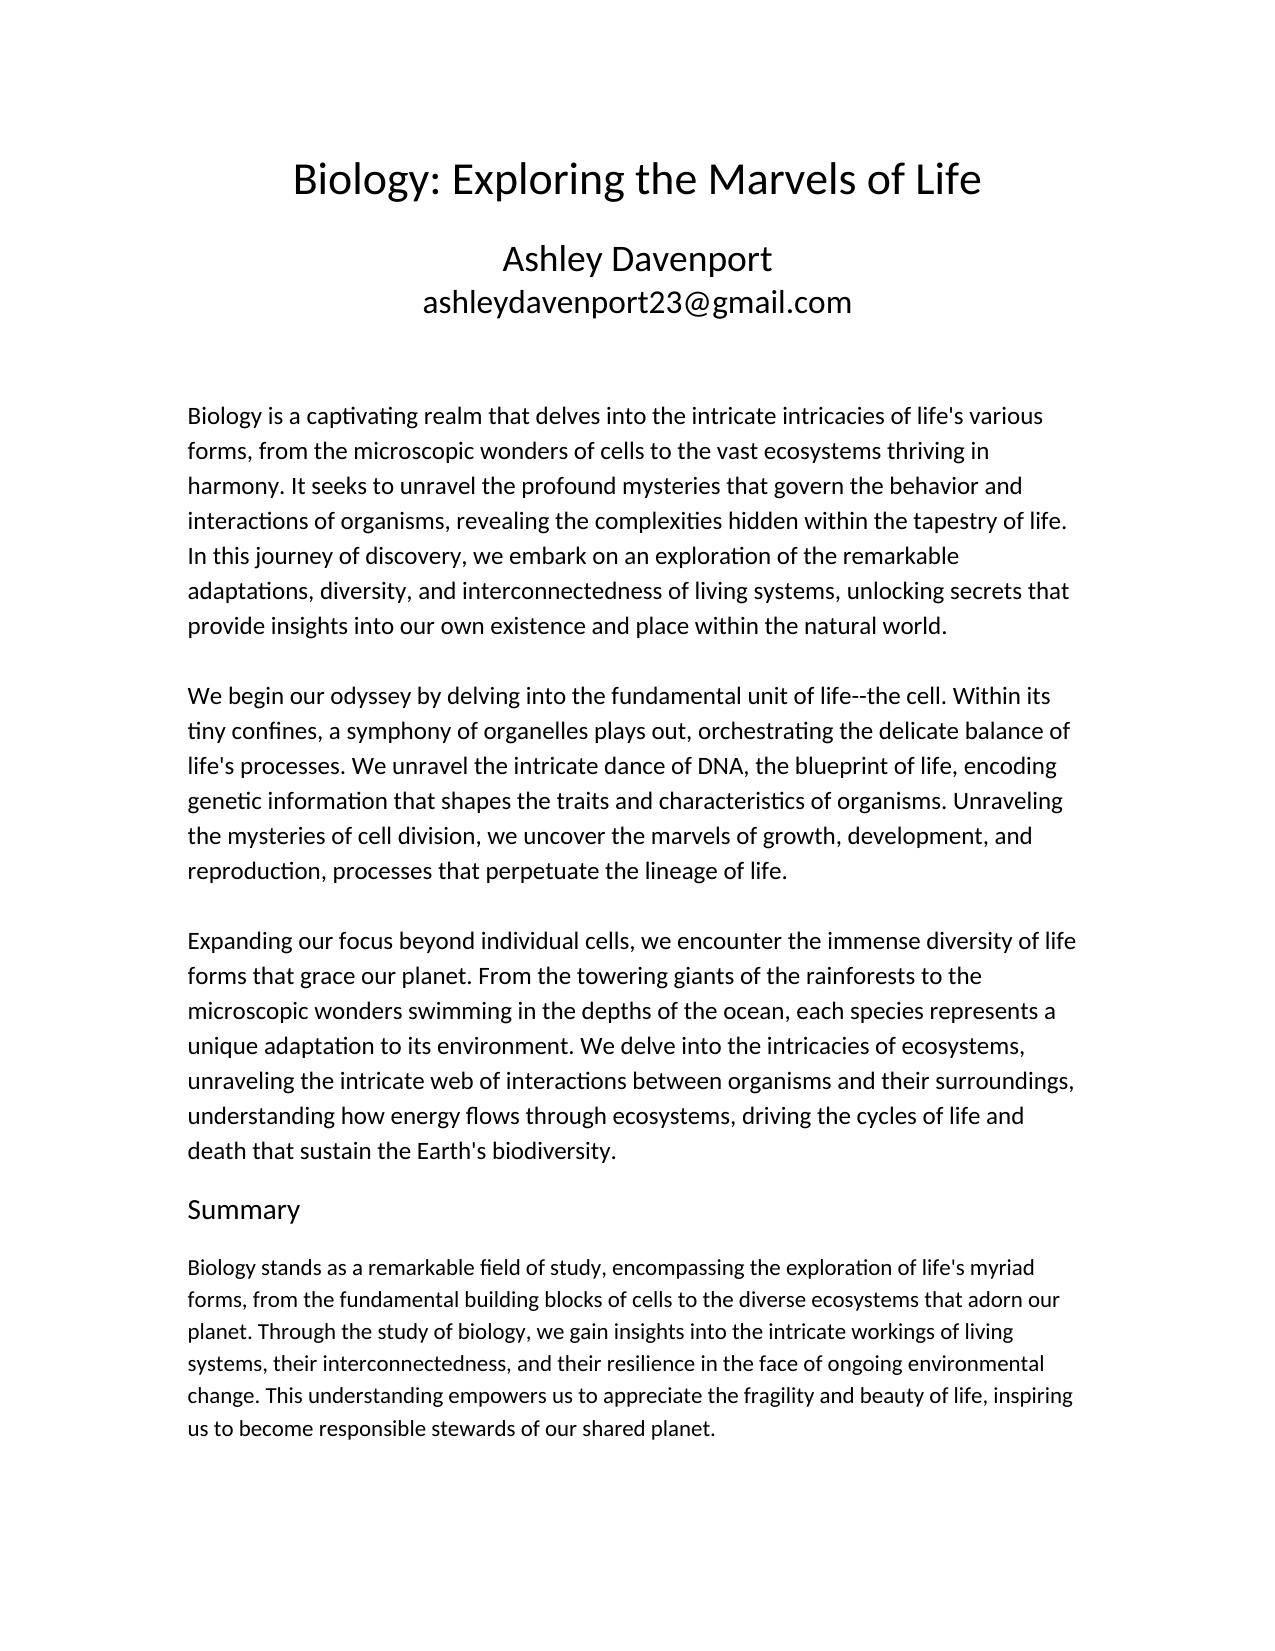 Biology: Exploring the Marvels of Life
Ashley Davenport
ashleydavenport23@gmail.com
Biology is a captivating realm that delves into the intricate intricacies of life's various
forms, from the microscopic wonders of cells to the vast ecosystems thriving in
harmony. It seeks to unravel the profound mysteries that govern the behavior and
interactions of organisms, revealing the complexities hidden within the tapestry of life.
In this journey of discovery, we embark on an exploration of the remarkable
adaptations, diversity, and interconnectedness of living systems, unlocking secrets that
provide insights into our own existence and place within the natural world.
We begin our odyssey by delving into the fundamental unit of life--the cell. Within its
tiny confines, a symphony of organelles plays out, orchestrating the delicate balance of
life's processes. We unravel the intricate dance of DNA, the blueprint of life, encoding
genetic information that shapes the traits and characteristics of organisms. Unraveling
the mysteries of cell division, we uncover the marvels of growth, development, and
reproduction, processes that perpetuate the lineage of life.
Expanding our focus beyond individual cells, we encounter the immense diversity of life
forms that grace our planet. From the towering giants of the rainforests to the
microscopic wonders swimming in the depths of the ocean, each species represents a
unique adaptation to its environment. We delve into the intricacies of ecosystems,
unraveling the intricate web of interactions between organisms and their surroundings,
understanding how energy flows through ecosystems, driving the cycles of life and
death that sustain the Earth's biodiversity.
Summary
Biology stands as a remarkable field of study, encompassing the exploration of life's myriad
forms, from the fundamental building blocks of cells to the diverse ecosystems that adorn our
planet. Through the study of biology, we gain insights into the intricate workings of living
systems, their interconnectedness, and their resilience in the face of ongoing environmental
change. This understanding empowers us to appreciate the fragility and beauty of life, inspiring
us to become responsible stewards of our shared planet.